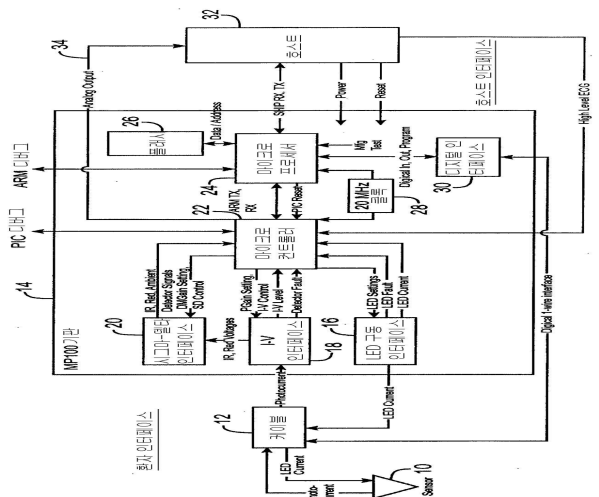 14
PIC 디버그
ARM 디버그
34
Analog Output
32
호스트
MP100기판
20
시그마-델타
인터페이스
IR, Red, Ambient,
Detector Signals
DM/Gain Setting,
SD Control
22
ARM TX,
RX
24
마이크로
프로세서
26
플래시
Data / Address
SHIP RX, TX
Power
Reset
호스트 인터페이스
환자 인터페이스
12
케이블
Photocurrent
IR, Red Voltages
I-V
인터페이스
18
PGain Setting,
I-V Control
I-V Level
Detector Fault
마이크로
컨트롤러
PIC Reset
20 MHz
클록
28
Mfg
Test
Digital In, Out, Program
디지털 인
터페이스
30
16
LED 구동
인터페이스
LED Settings
LED Fault
LED Current
LED Current
High Level ECG
Digital 1-wire interface
LED
Current
10
Sensor